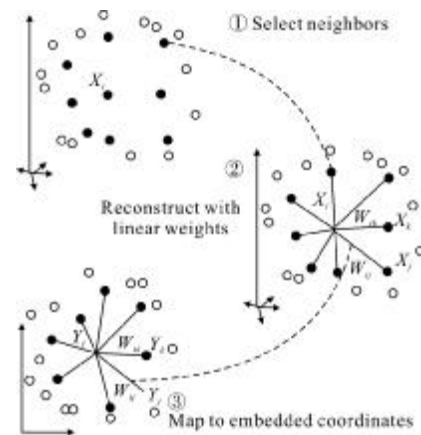 ① Select neighbors
X_i
②
X_i
Reconstruct with
linear weights
W_ik
X_k
W_ij
X_j
Y_i
W_ik
Y_k
W_ij
Y_j
③
Map to embedded coordinates